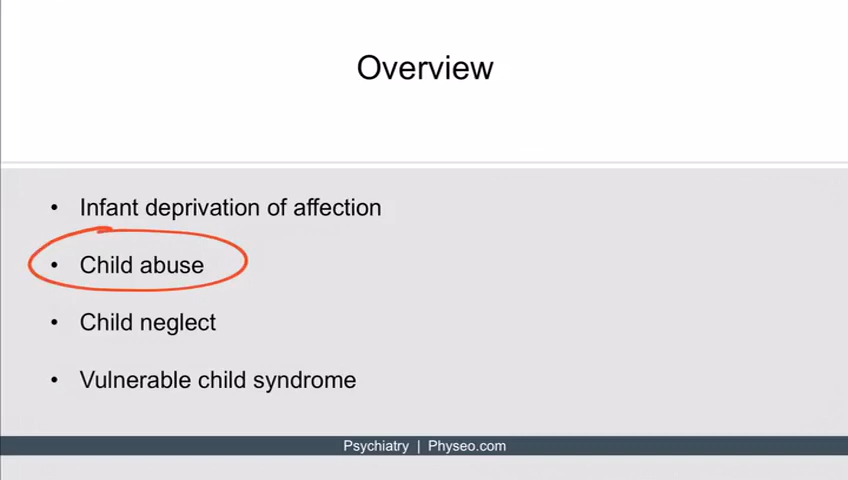 Overview
• Infant deprivation of affection
• Child abuse
• Child neglect
• Vulnerable child syndrome
Psychiatry | Physeo.com